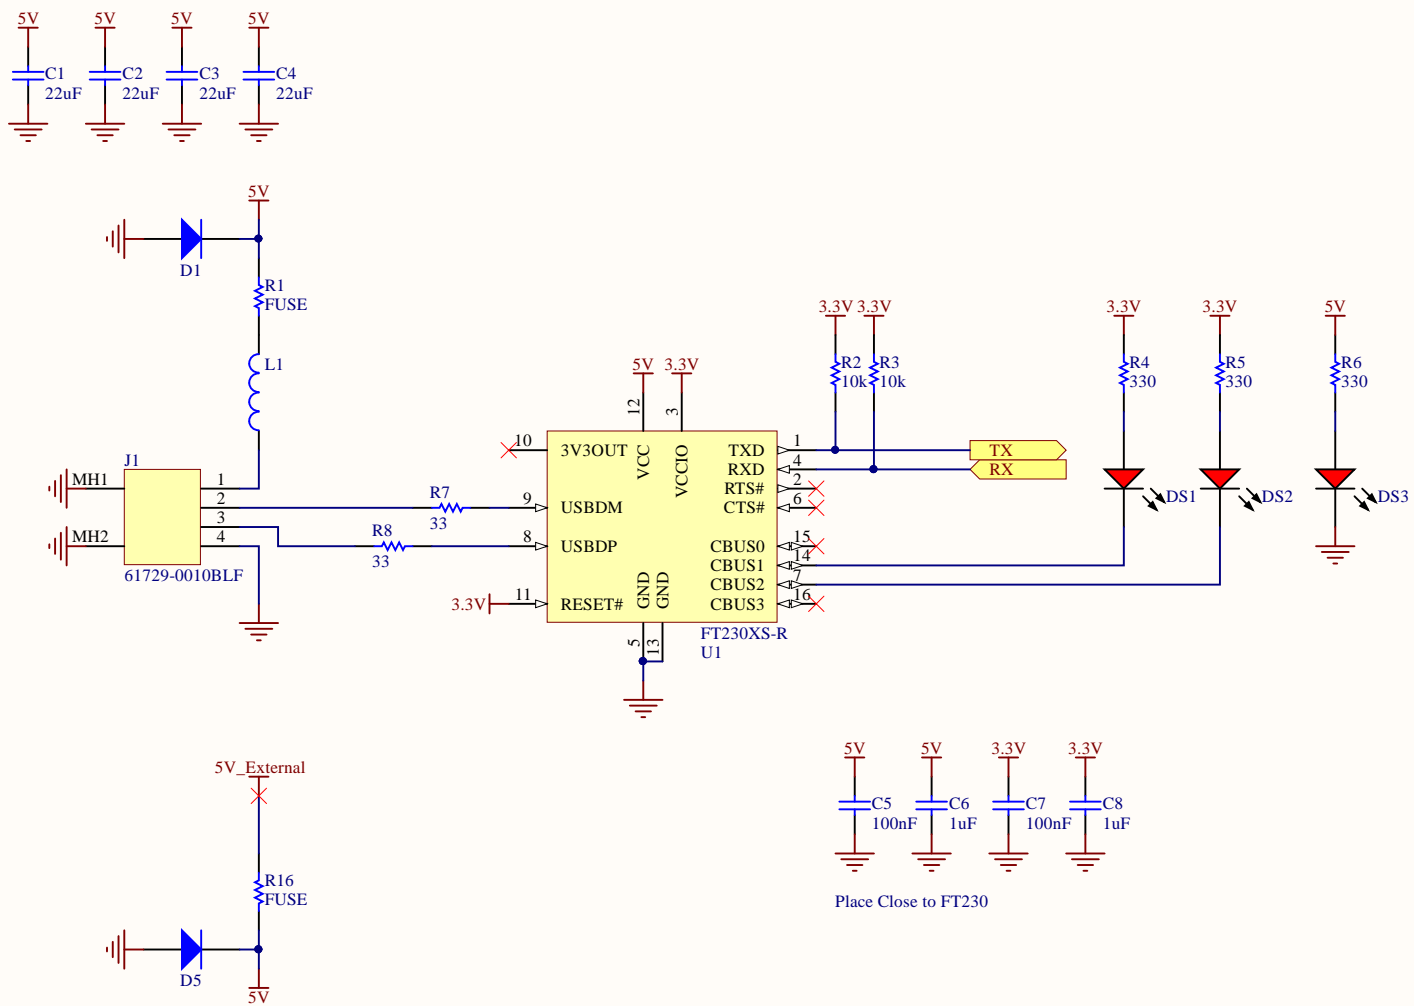 5V 5V 5V 5V
C1 C2 C3 C4
22uF 22uF 22uF 22uF
5V
D1
R1
FUSE
L1
J1
MH1
MH2
1
2
3
4
61729-0010BLF
R7
33
R8
33
5V 3.3V
12 3
10 3V3OUT
VCC
VCCIO
9 USBDM
8 USBDP
3.3V 11 RESET#
GND
GND
5 13
TXD 1
RXD 4
RTS# 2
CTS# 6
CBUS0 15
CBUS1 14
CBUS2 7
CBUS3 16
FT230XS-R
U1
3.3V 3.3V
R2 R3
10k 10k
TX
RX
3.3V 3.3V 5V
R4 R5 R6
330 330 330
DS1 DS2 DS3
5V_External
R16
FUSE
D5
5V
5V 5V 3.3V 3.3V
C5 C6 C7 C8
100nF 1uF 100nF 1uF
Place Close to FT230